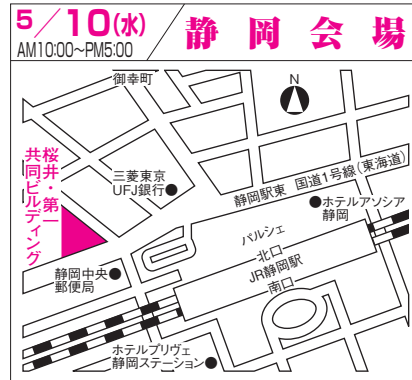 5/10(水)
AM10:00~PM5:00
静岡会場
御幸町
N
桜井・第一
共同ビルディング
三菱東京
UFJ銀行
静岡駅東
国道1号線(東海道)
ホテルアソシア
静岡
パルシェ
北口
JR静岡駅
南口
静岡中央
郵便局
ホテルプリヴェ
静岡ステーション